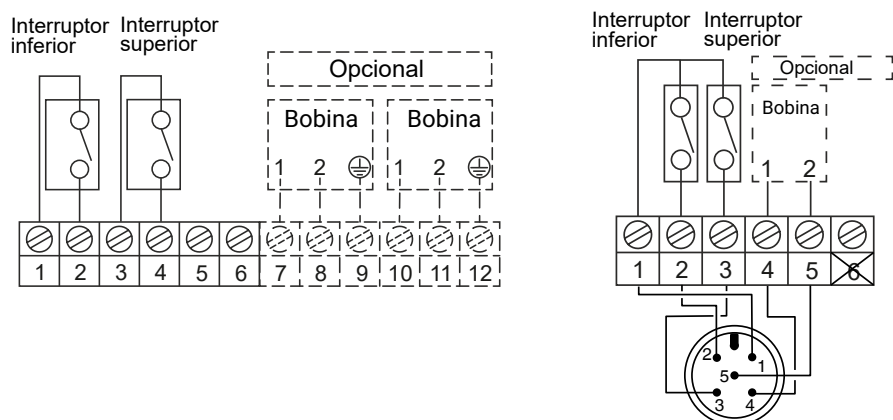 Interruptor inferior
Interruptor superior
Opcional
Bobina
1 2
Bobina
1 2
1 2 3 4 5 6 7 8 9 10 11 12
Interruptor inferior
Interruptor superior
Opcional
Bobina
1 2
1 2 3 4 5 6
2 1
5
3 4